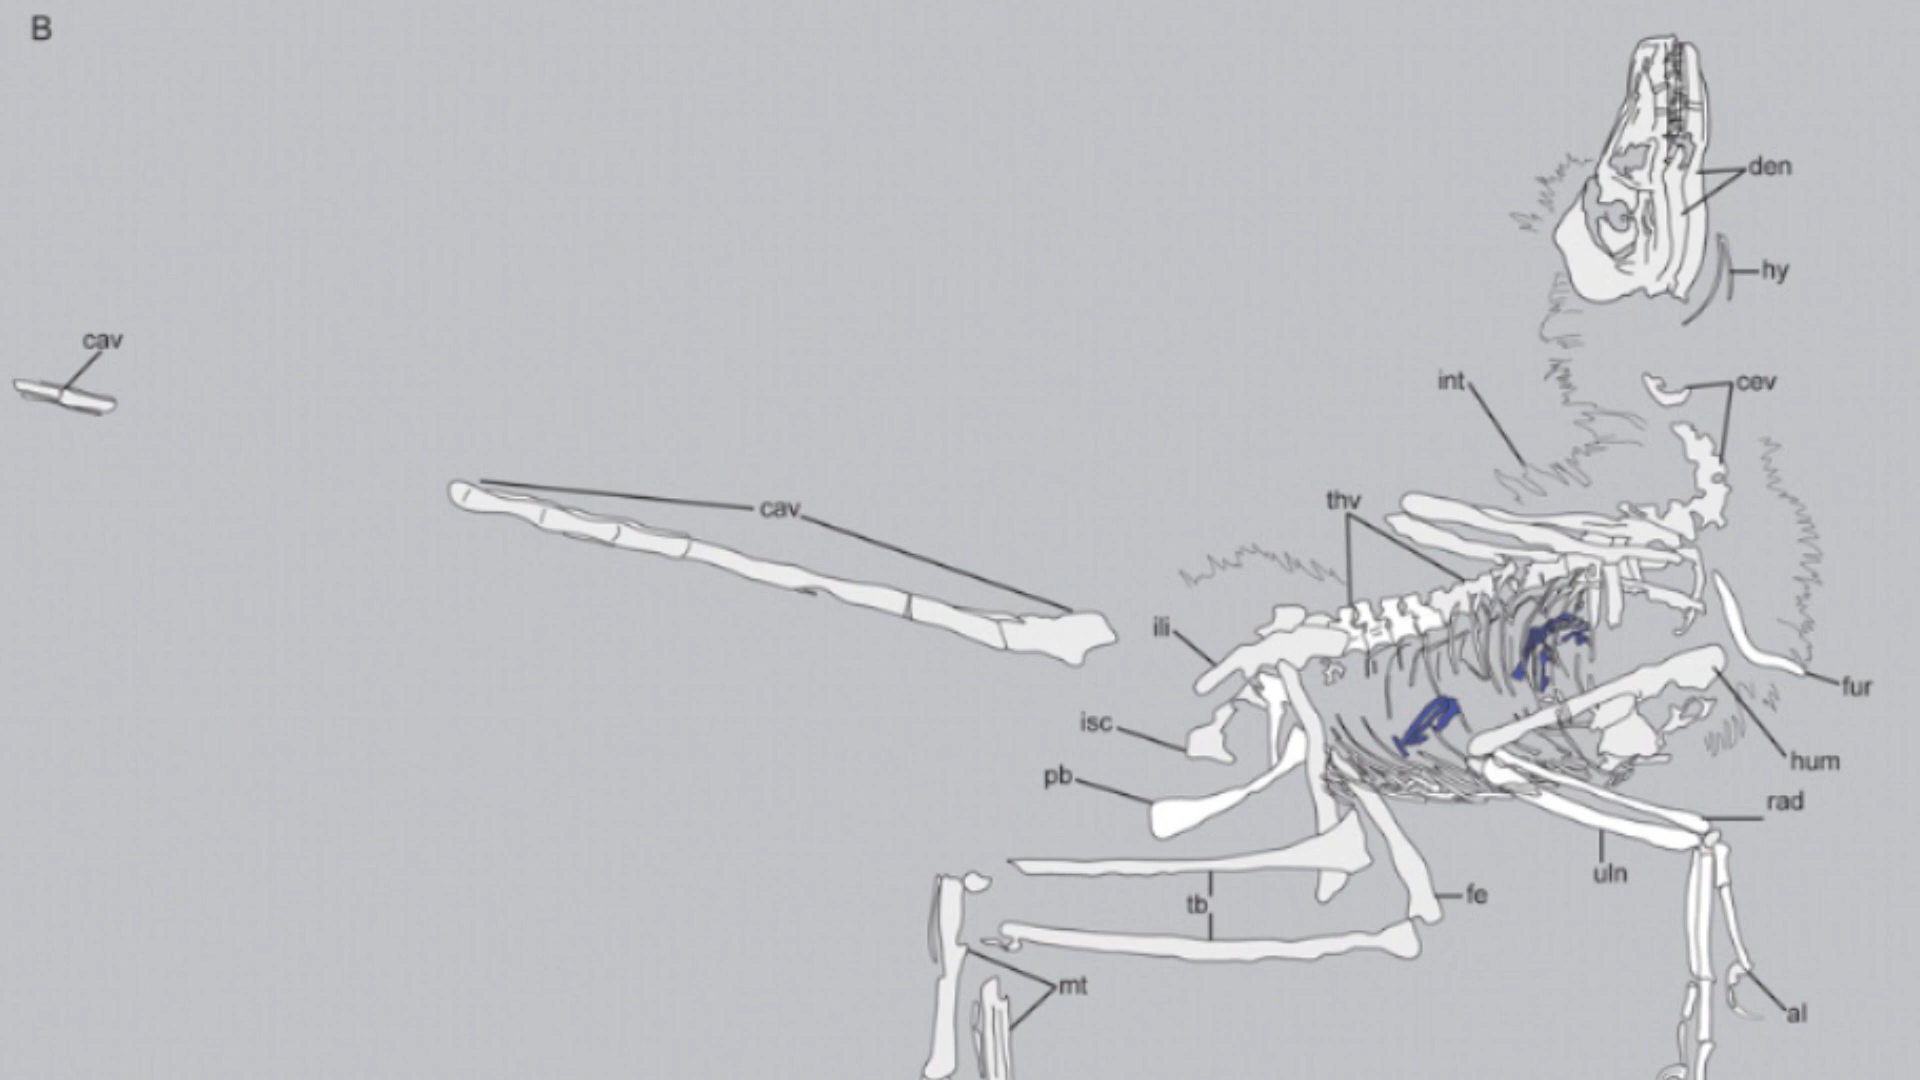 B
den
hy
cav
int
cev
thv
cav
ili
fur
isc
hum
pb
rad
uln
fe
tb
mt
al